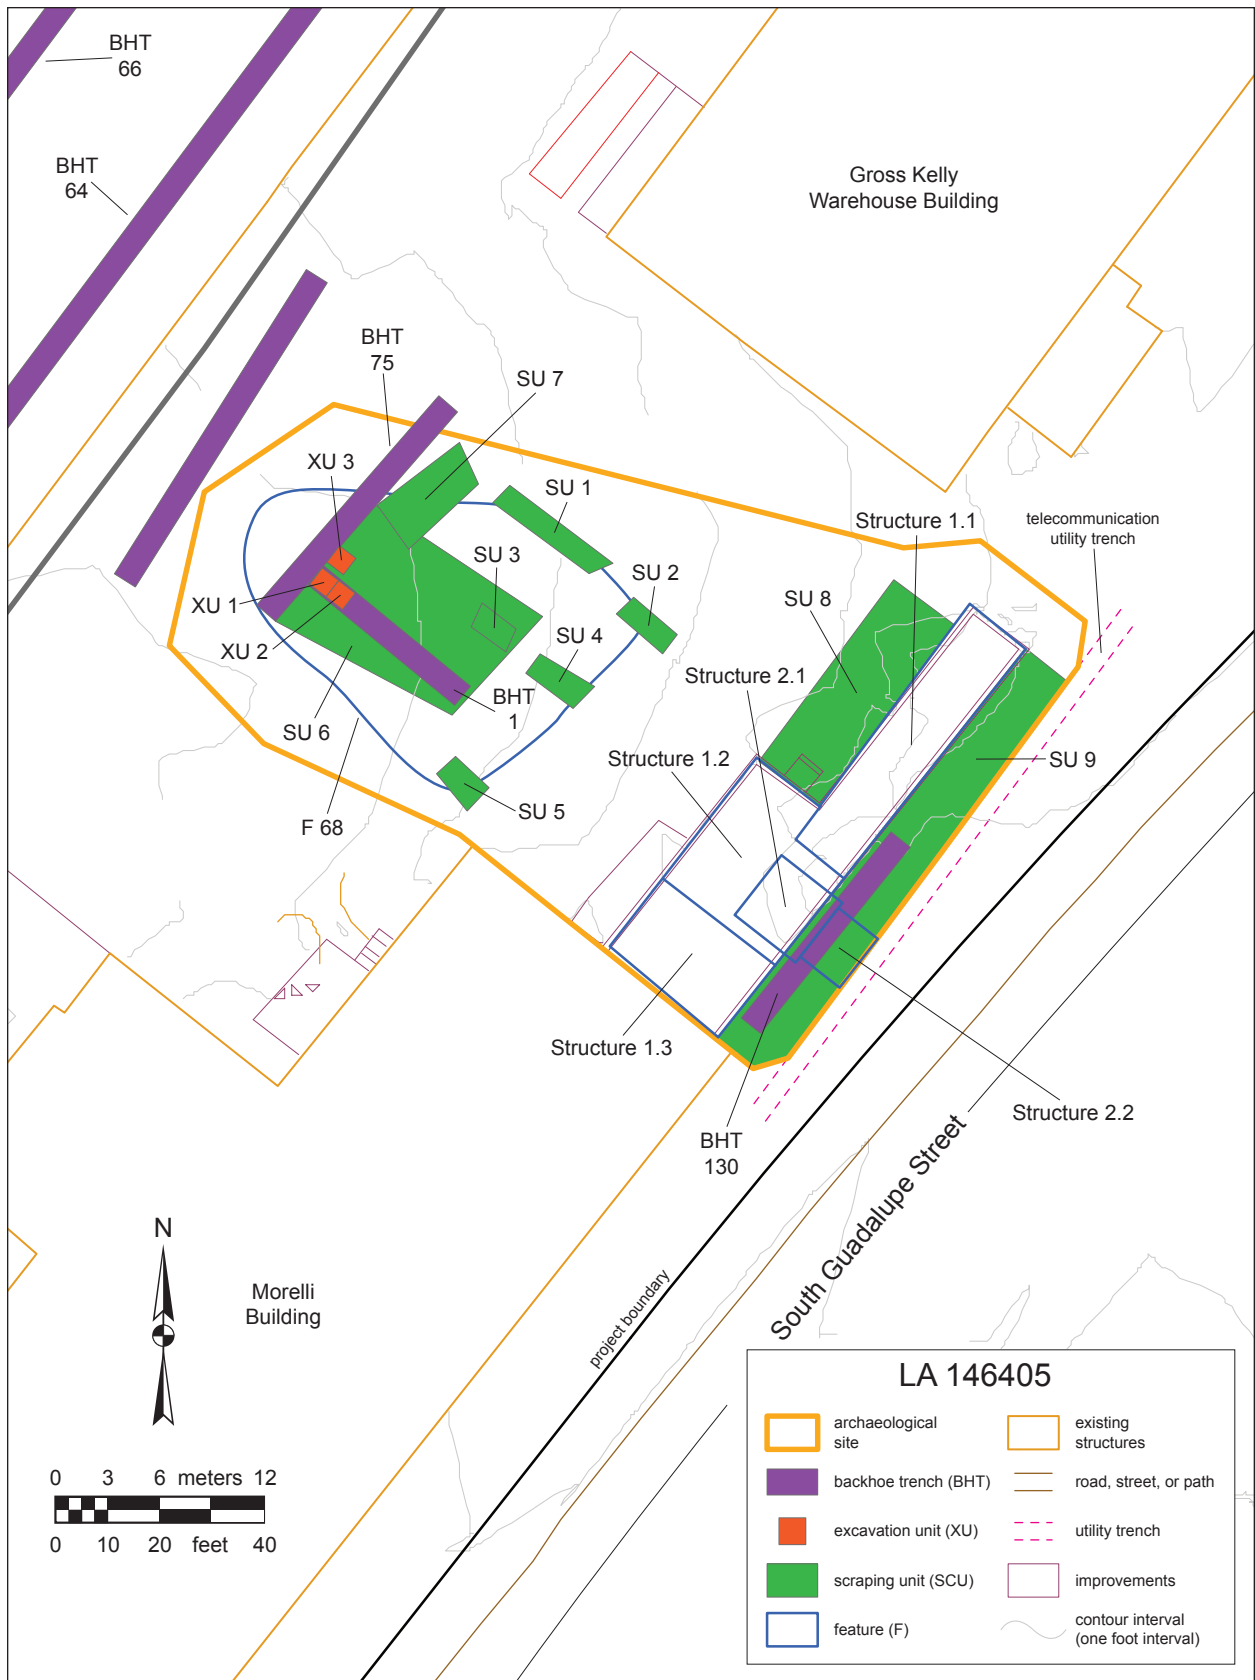 BHT
66
BHT
64
Gross Kelly
Warehouse Building
BHT
75
SU 7
XU 3
SU 1
Structure 1.1
telecommunication
utility trench
SU 3
SU 2
SU 8
XU 1
SU 4
XU 2
Structure 2.1
BHT
1
SU 6
Structure 1.2
SU 9
SU 5
F 68
Structure 1.3
Structure 2.2
BHT
130
South Guadalupe Street
project boundary
N
Morelli
Building
0 3 6 meters 12
0 10 20 feet 40
LA 146405
archaeological
site
existing
structures
backhoe trench (BHT)
road, street, or path
excavation unit (XU)
utility trench
scraping unit (SCU)
improvements
feature (F)
contour interval
(one foot interval)